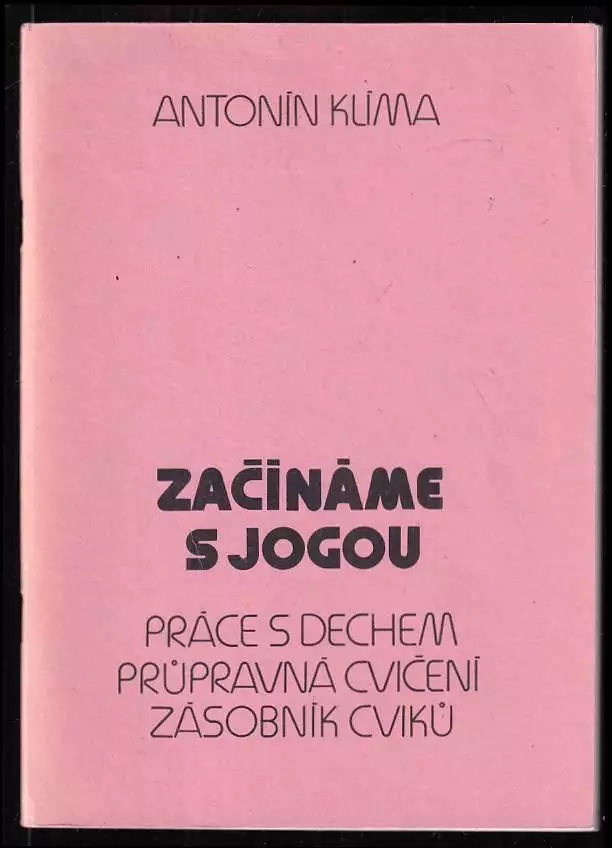 ANTONÍN KLÍMA
ZAČÍNÁME
S JOGOU
PRÁCE S DECHEM
PRŮPRAVNÁ CVIČENÍ
ZÁSOBNÍK CVIKŮ